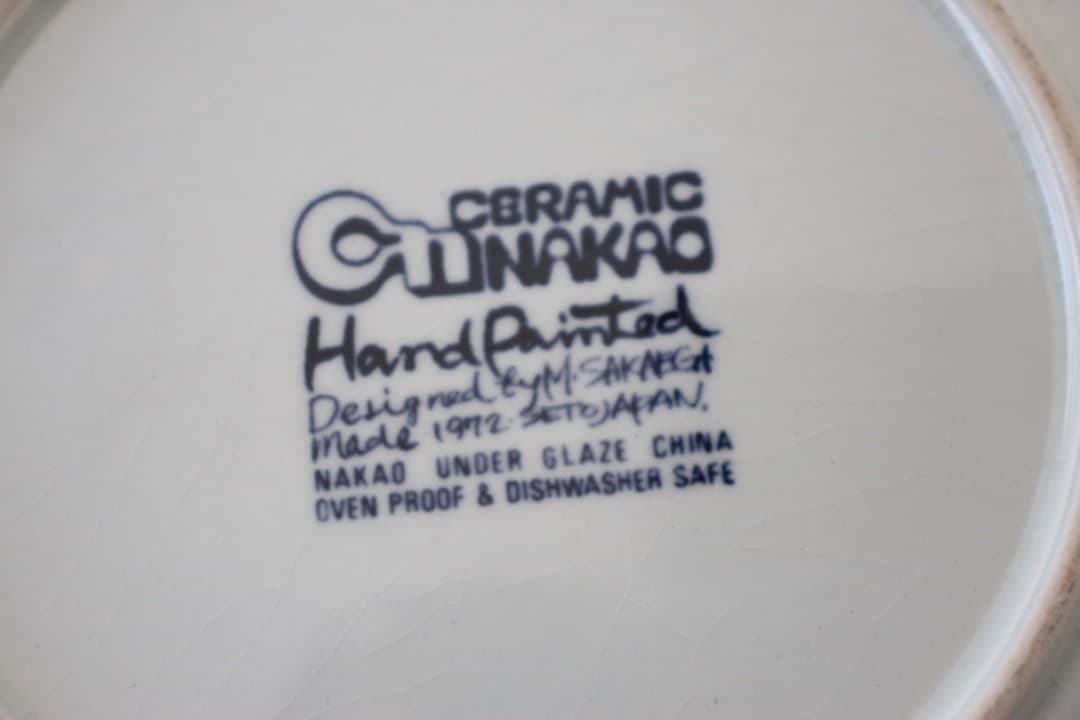 CERAMIC
NAKAO
Hand Painted
Designed by M. SAKAEGA
Made 1972. SETO JAPAN.
NAKAO UNDER GLAZE CHINA
OVEN PROOF & DISHWASHER SAFE